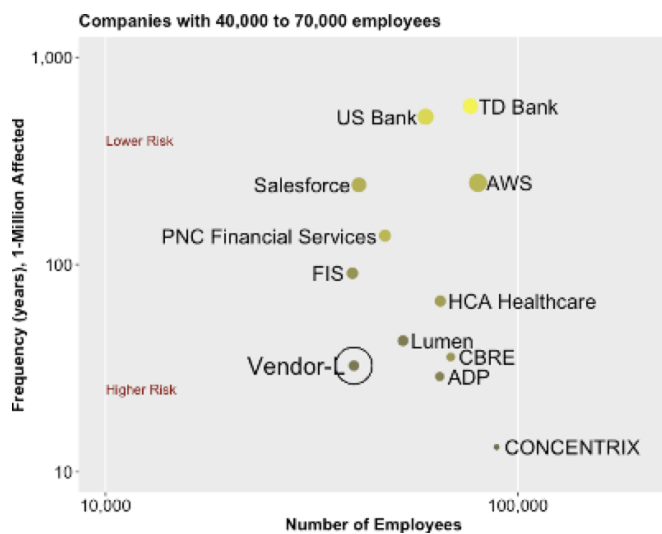 Companies with 40,000 to 70,000 employees
Frequency (years), 1-Million Affected
1,000
100
10
Lower Risk
Higher Risk
US Bank
TD Bank
Salesforce
AWS
PNC Financial Services
FIS
HCA Healthcare
Lumen
Vendor-L
CBRE
ADP
CONCENTRIX
10,000
100,000
Number of Employees